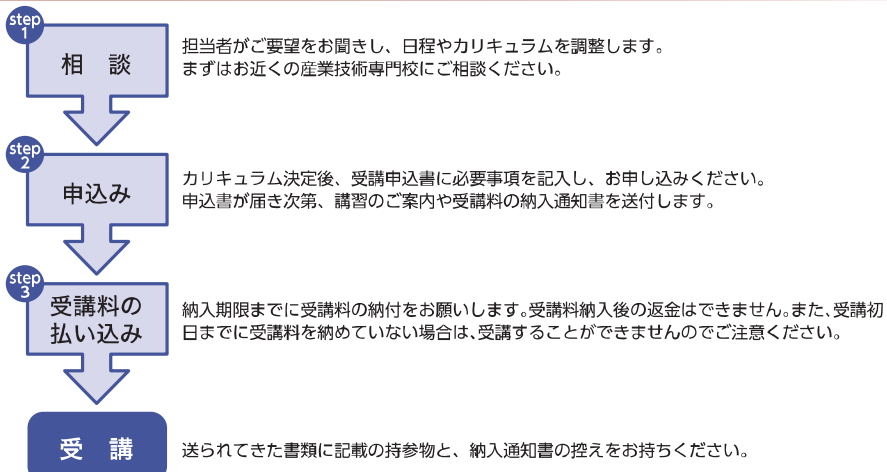 step
1
相 談
担当者がご要望をお聞きし、日程やカリキュラムを調整します。
まずはお近くの産業技術専門校にご相談ください。
step
2
申込み
カリキュラム決定後、受講申込書に必要事項を記入し、お申し込みください。
申込書が届き次第、講習のご案内や受講料の納入通知書を送付します。
step
3
受講料の
払い込み
納入期限までに受講料の納付をお願いします。受講料納入後の返金はできません。また、受講初
日までに受講料を納めていない場合は、受講することができませんのでご注意ください。
受 講
送られてきた書類に記載の持参物と、納入通知書の控えをお持ちください。